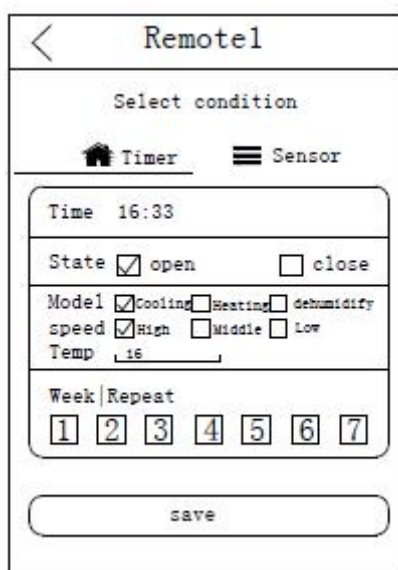 Remote1
Select condition
Timer Sensor
Time 16:33
State open close
Model Cooling Heating dehumidify
speed High Middle Low
Temp 16
Week|Repeat
1 2 3 4 5 6 7
save